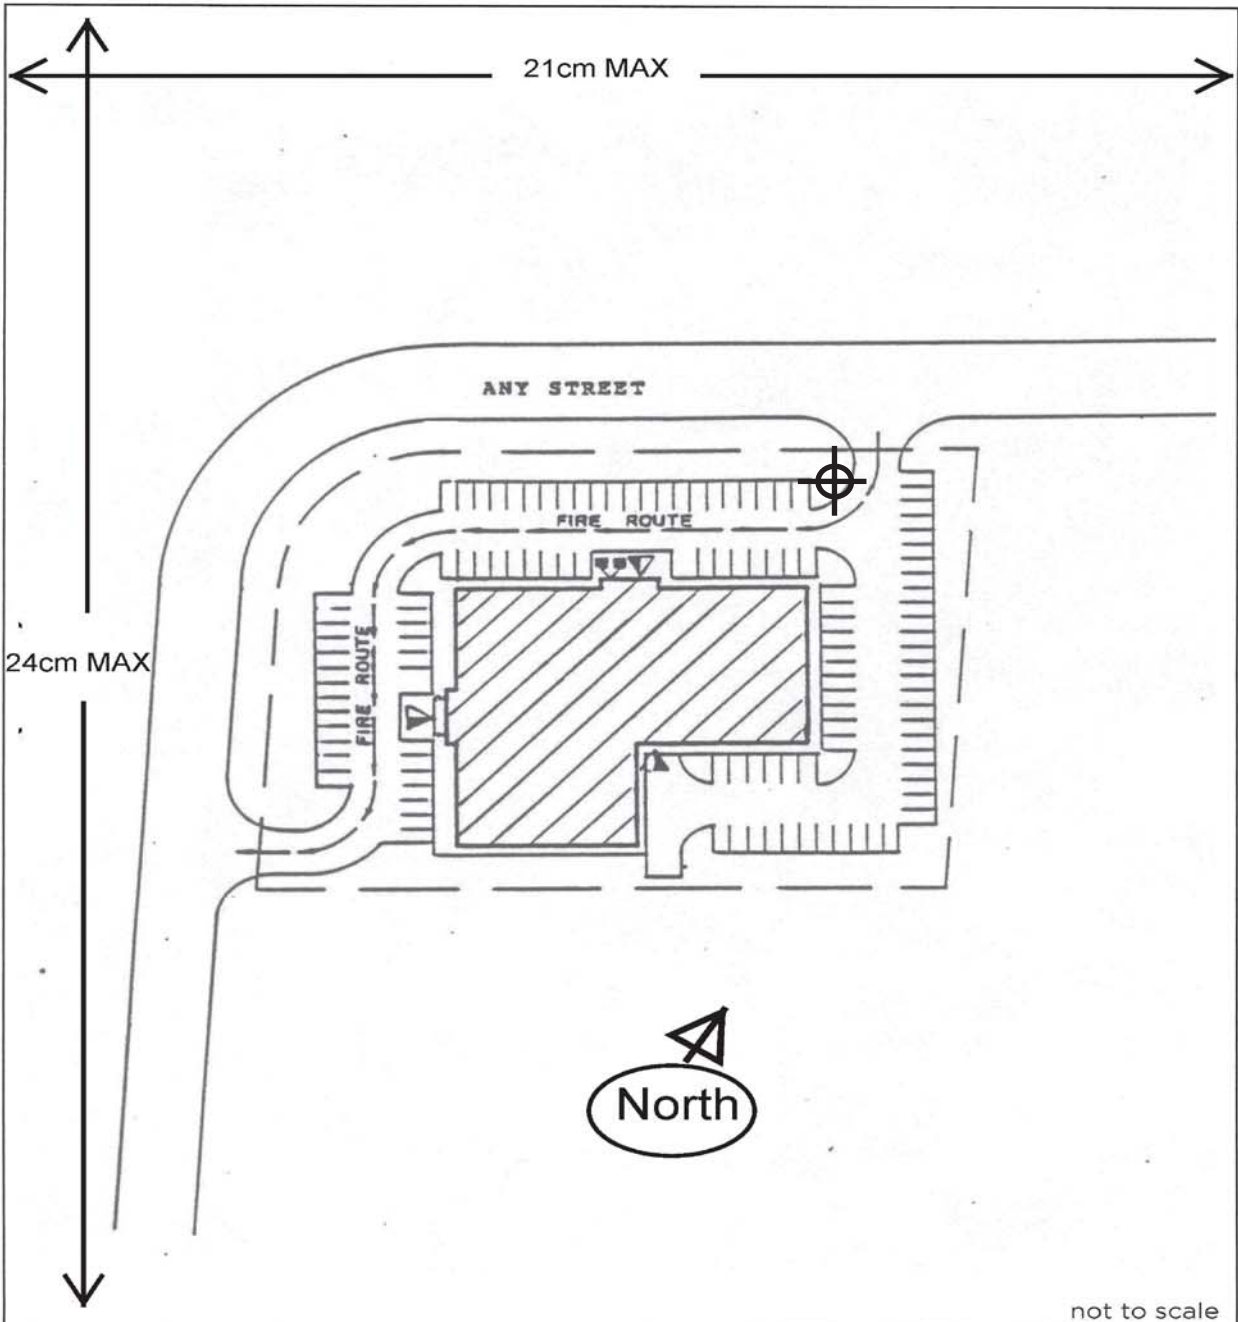 21cm MAX
ANY STREET
FIRE ROUTE
24cm MAX
FIRE ROUTE
North
not to scale